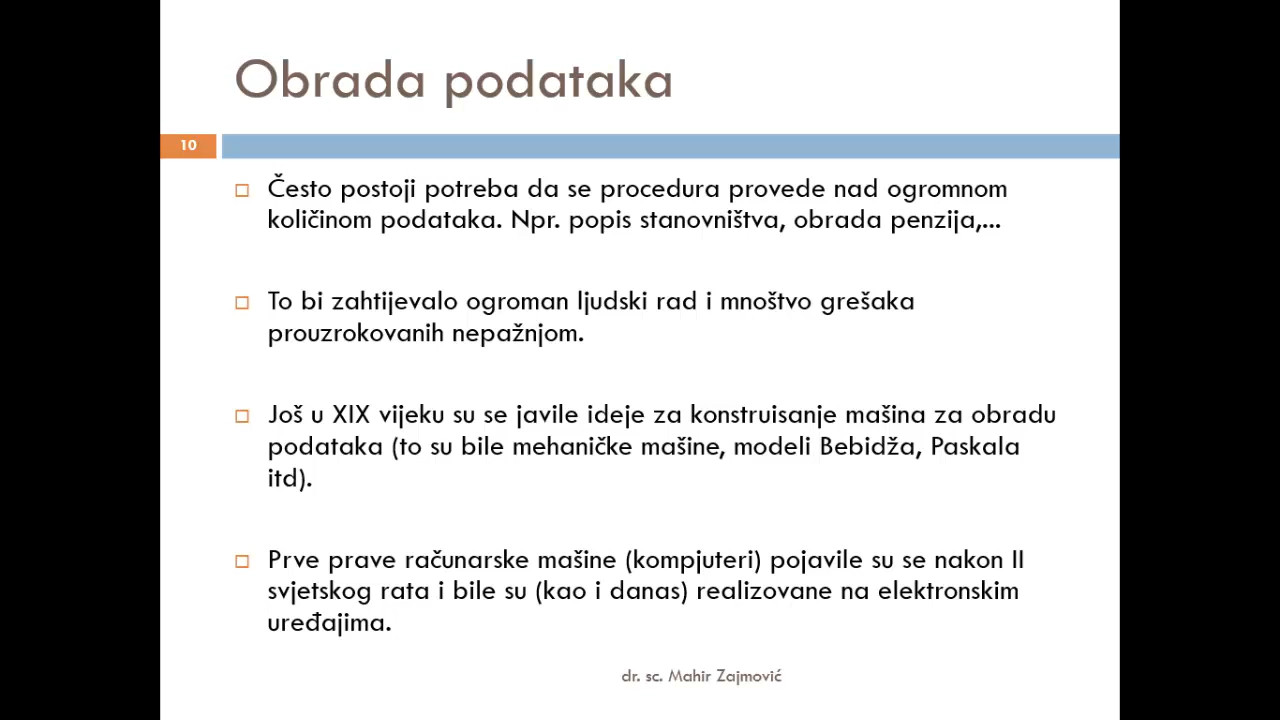 Obrada podataka
10
Često postoji potreba da se procedura provede nad ogromnom
količinom podataka. Npr. popis stanovništva, obrada penzija,...
To bi zahtijevalo ogroman ljudski rad i mnoštvo grešaka
prouzrokovanih nepažnjom.
Još u XIX vijeku su se javile ideje za konstruisanje mašina za obradu
podataka (to su bile mehaničke mašine, modeli Bebidža, Paskala
itd).
Prve prave računarske mašine (kompjuteri) pojavile su se nakon II
svjetskog rata i bile su (kao i danas) realizovane na elektronskim
uređajima.
dr. sc. Mahir Zajmović